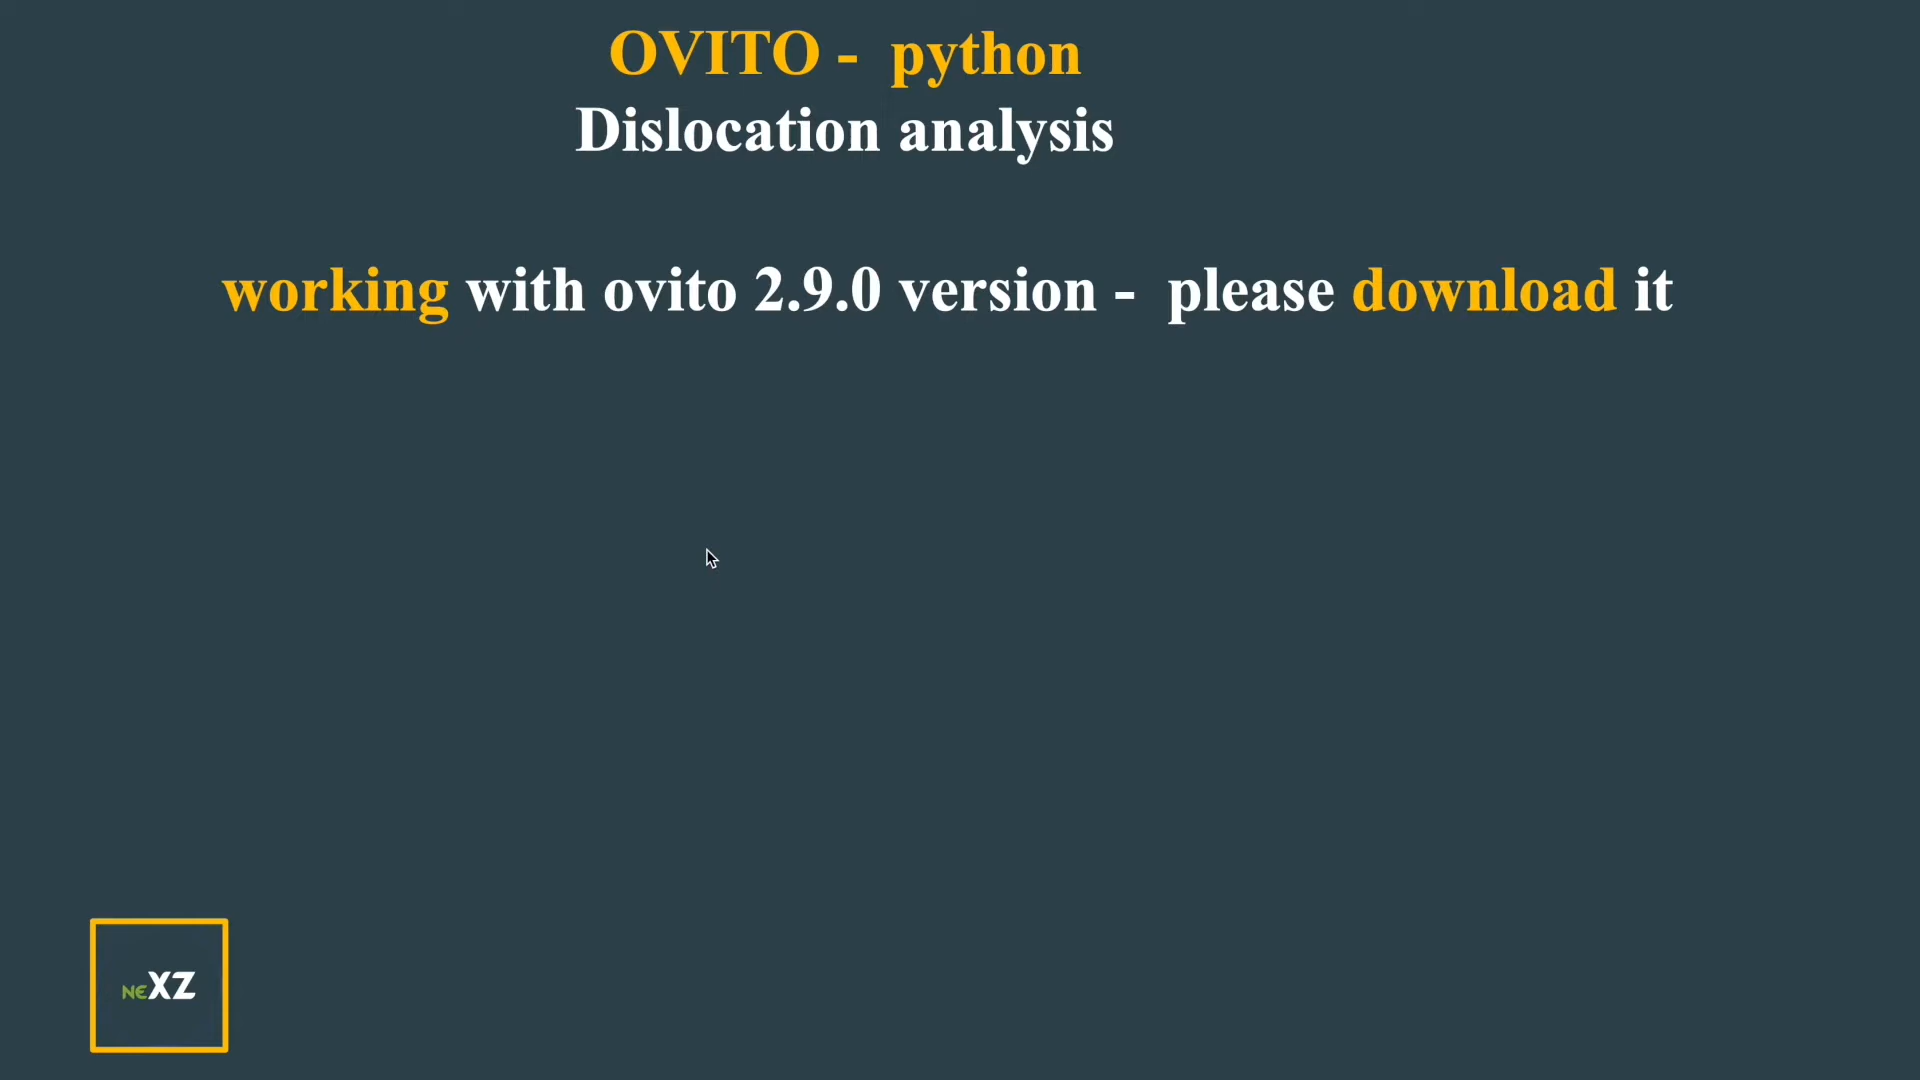 OVITO - python
Dislocation analysis
working with ovito 2.9.0 version - please download it
NEXZ